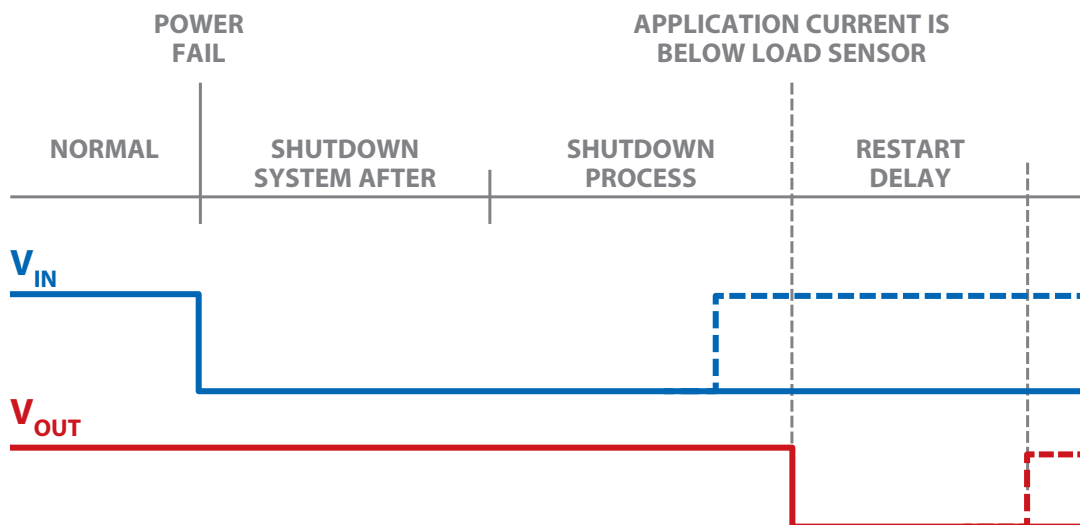 POWER
FAIL
APPLICATION CURRENT IS
BELOW LOAD SENSOR
NORMAL
SHUTDOWN
SYSTEM AFTER
SHUTDOWN
PROCESS
RESTART
DELAY
VIN
VOUT